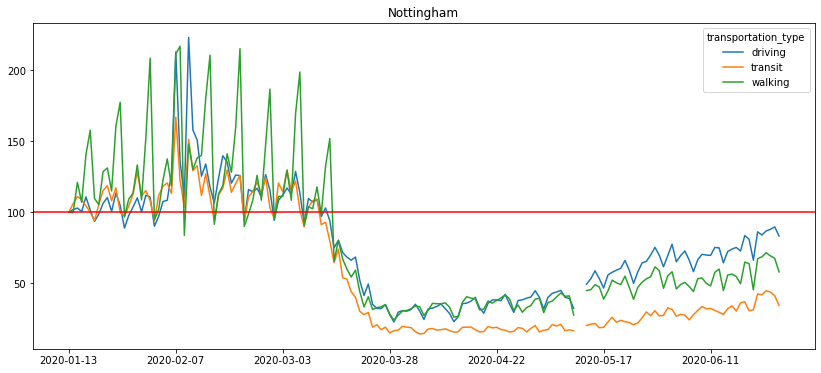 Nottingham
transportation_type
driving
transit
walking
200
150
100
50
2020-01-13
2020-02-07
2020-03-03
2020-03-28
2020-04-22
2020-05-17
2020-06-11